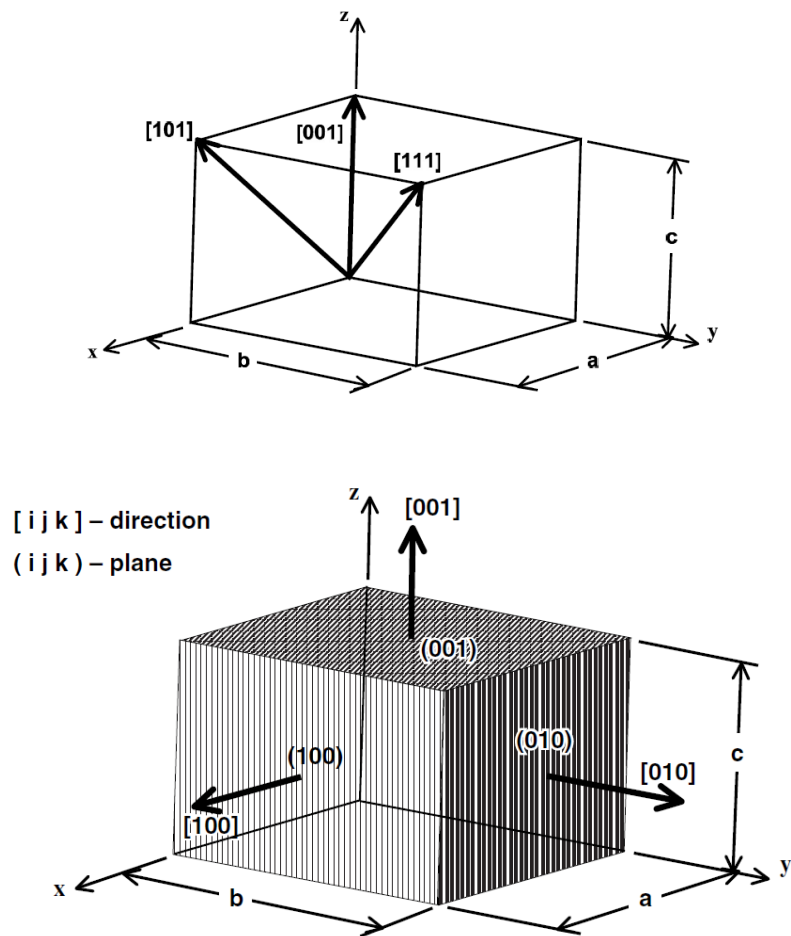 z
[101]
[001]
[111]
c
x
b
a
y
[ i j k ] – direction
( i j k ) – plane
z
[001]
(001)
(100)
(010)
[010]
c
[100]
x
b
a
y